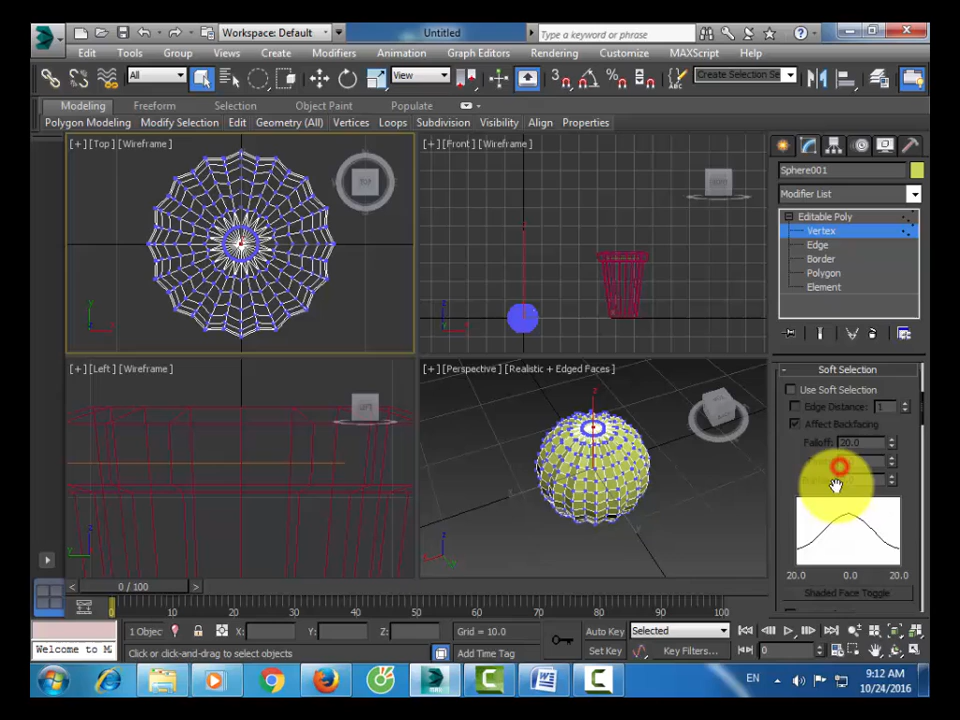 Workspace: Default
Untitled
Type a keyword or phrase
Edit Tools Group Views Create Modifiers Animation Graph Editors Rendering Customize MAXScript Help
All
View
Create Selection Se
Modeling Freeform Selection Object Paint Populate
Polygon Modeling Modify Selection Edit Geometry (All) Vertices Loops Subdivision Visibility Align Properties
[+] [Top] [Wireframe]
TOP
[+] [Front] [Wireframe]
Sphere001
Modifier List
Editable Poly
Vertex
Edge
Border
Polygon
Element
[+] [Left] [Wireframe]
[+] [Perspective] [Realistic + Edged Faces]
Soft Selection
Use Soft Selection
Edge Distance: 1
Affect Backfacing
Falloff: 20.0
20.0 0.0 20.0
Shaded Face Toggle
0 / 100
0 10 20 30 40 50 60 70 80 90 100
1 Objec X: Y: Z: Grid = 10.0 Auto Key Selected
Welcome to M
Click or click-and-drag to select objects Add Time Tag Set Key Key Filters... 0
EN
9:12 AM
10/24/2016